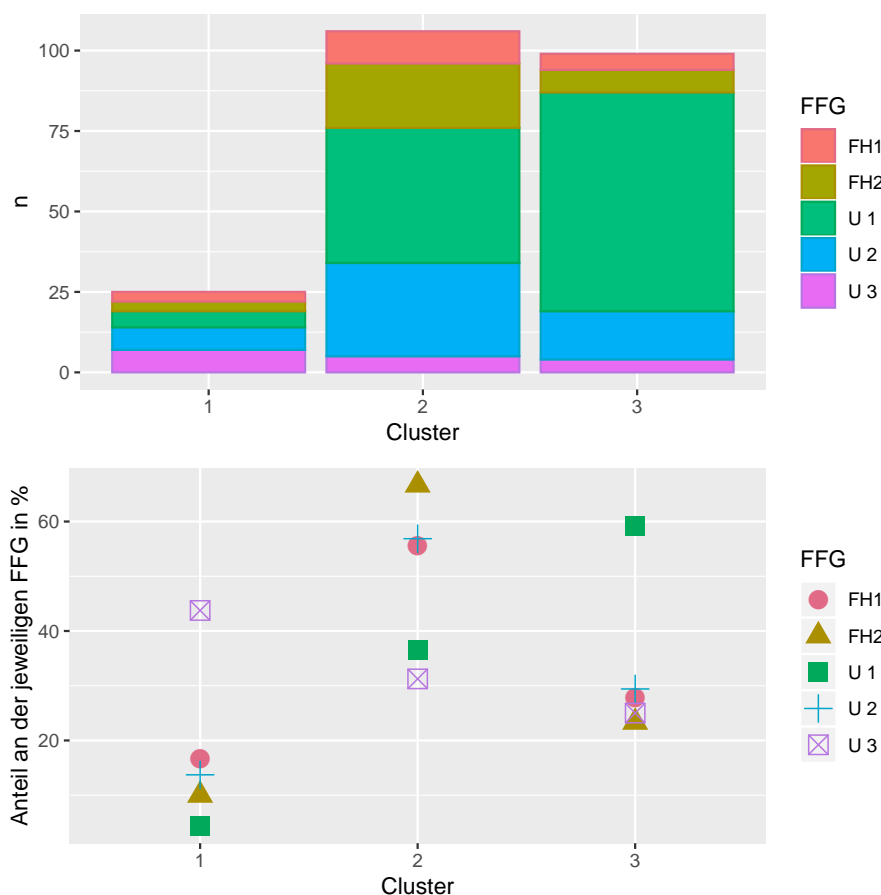 100
75
50
25
0
n
1 2 3
Cluster
FFG
FH1
FH2
U 1
U 2
U 3
60
40
20
Anteil an der jeweiligen FFG in %
1 2 3
Cluster
FFG
FH1
FH2
U 1
U 2
U 3